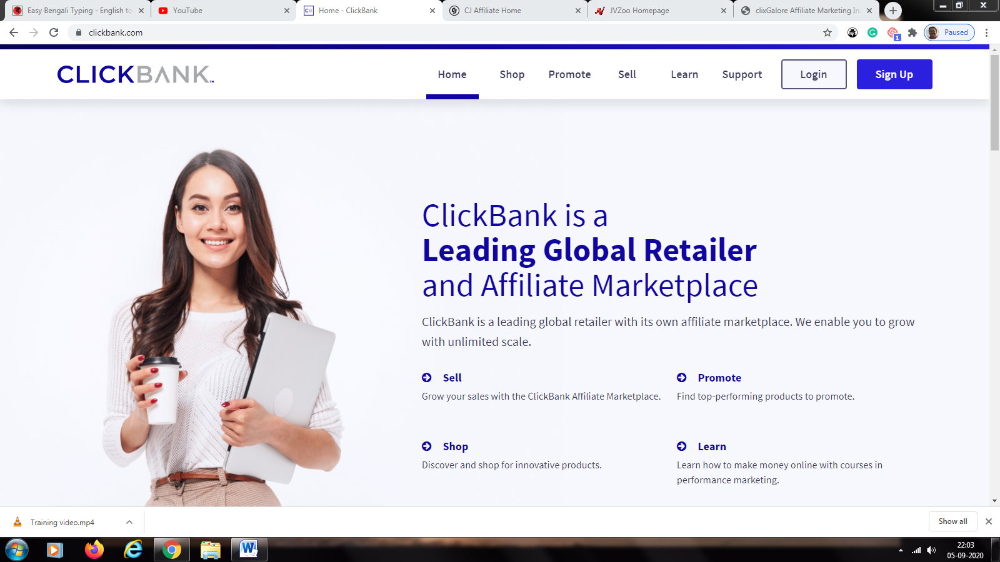 Easy Bengali Typing - English to
YouTube
CB Home - ClickBank
CJ Affiliate Home
JVZoo Homepage
clixGalore Affiliate Marketing In
clickbank.com
1
Paused
CLICKBANK™
Home
Shop
Promote
Sell
Learn
Support
Login
Sign Up
ClickBank is a
Leading Global Retailer
and Affiliate Marketplace
ClickBank is a leading global retailer with its own affiliate marketplace. We enable you to grow
with unlimited scale.
Sell
Grow your sales with the ClickBank Affiliate Marketplace.
Promote
Find top-performing products to promote.
Shop
Discover and shop for innovative products.
Learn
Learn how to make money online with courses in
performance marketing.
Training video.mp4
Show all
22:03
05-09-2020